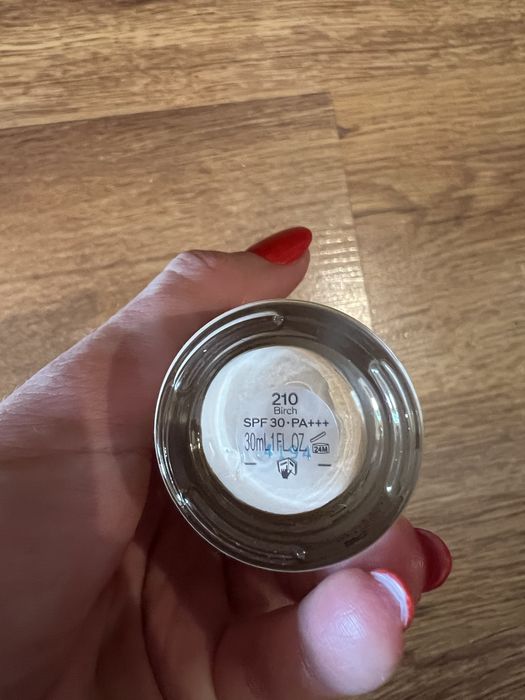 210
Birch
SPF 30•PA+++
30ml 1 FL.OZ.
24M